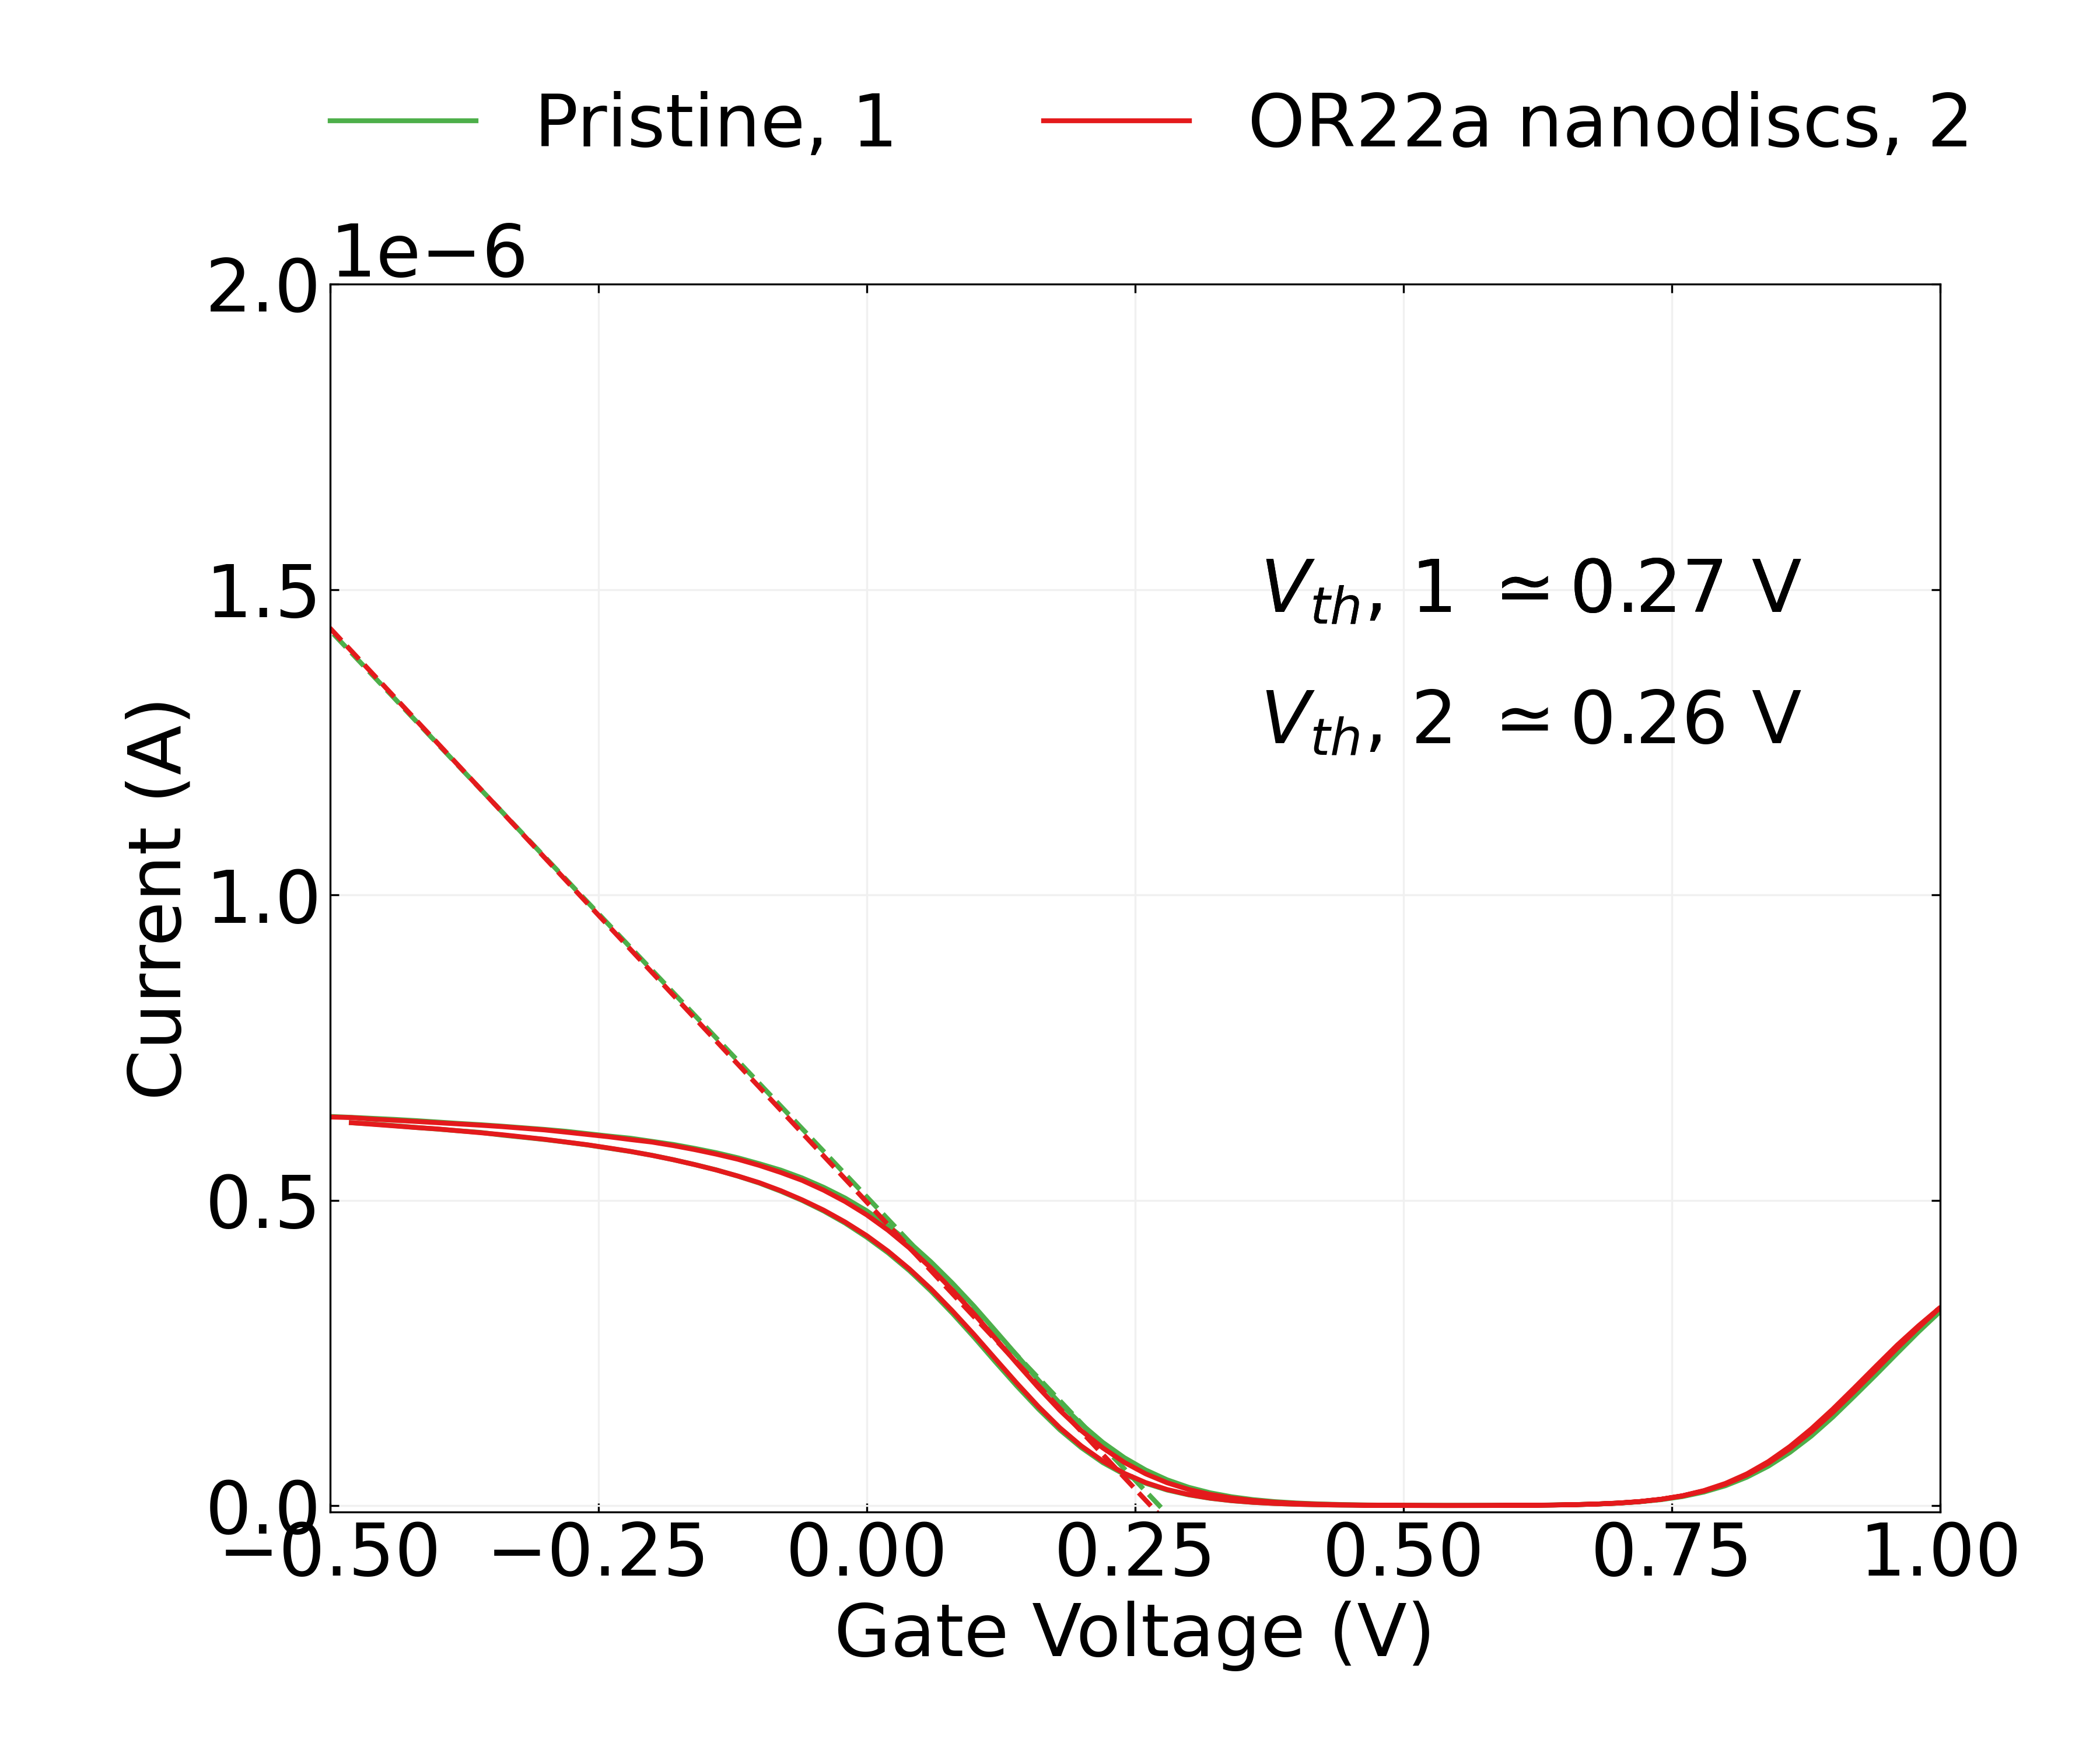 Pristine, 1 OR22a nanodiscs, 2
1e−6
2.0
1.5
1.0
0.5
0.0
Current (A)
V_th, 1 ≅ 0.27 V
V_th, 2 ≅ 0.26 V
−0.50 −0.25 0.00 0.25 0.50 0.75 1.00
Gate Voltage (V)